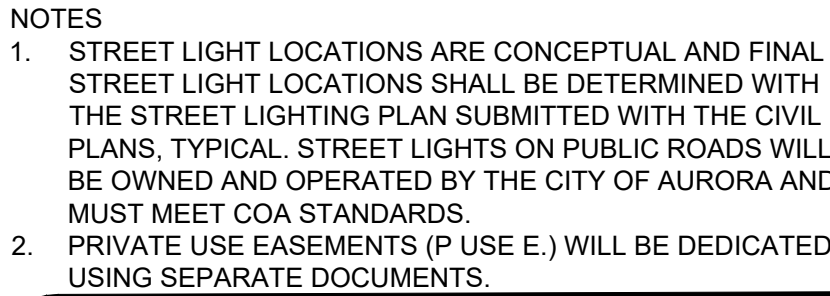 NOTES
1. STREET LIGHT LOCATIONS ARE CONCEPTUAL AND FINAL
STREET LIGHT LOCATIONS SHALL BE DETERMINED WITH
THE STREET LIGHTING PLAN SUBMITTED WITH THE CIVIL
PLANS, TYPICAL. STREET LIGHTS ON PUBLIC ROADS WILL
BE OWNED AND OPERATED BY THE CITY OF AURORA AND
MUST MEET COA STANDARDS.
2. PRIVATE USE EASEMENTS (P USE E.) WILL BE DEDICATED
USING SEPARATE DOCUMENTS.